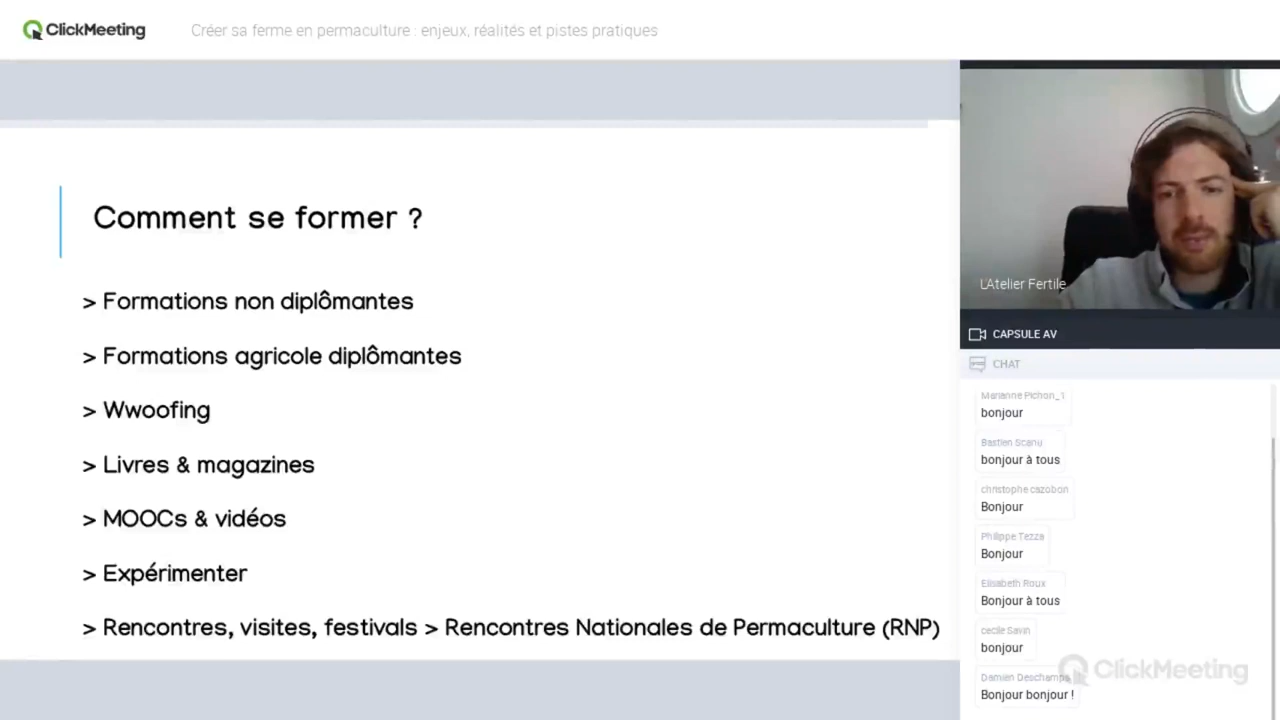 ClickMeeting
Créer sa ferme en permaculture : enjeux, réalités et pistes pratiques
Comment se former ?
> Formations non diplômantes
> Formations agricole diplômantes
> Wwoofing
> Livres & magazines
> MOOCs & vidéos
> Expérimenter
> Rencontres, visites, festivals > Rencontres Nationales de Permaculture (RNP)
L'Atelier Fertile
CAPSULE AV
CHAT
Marianne Pichon_1
bonjour
Bastien Scanu
bonjour à tous
christophe cazobon
Bonjour
Philippe Tezza
Bonjour
Elisabeth Roux
Bonjour à tous
cecile Savin
bonjour
Damien Deschamps
Bonjour bonjour !
ClickMeeting